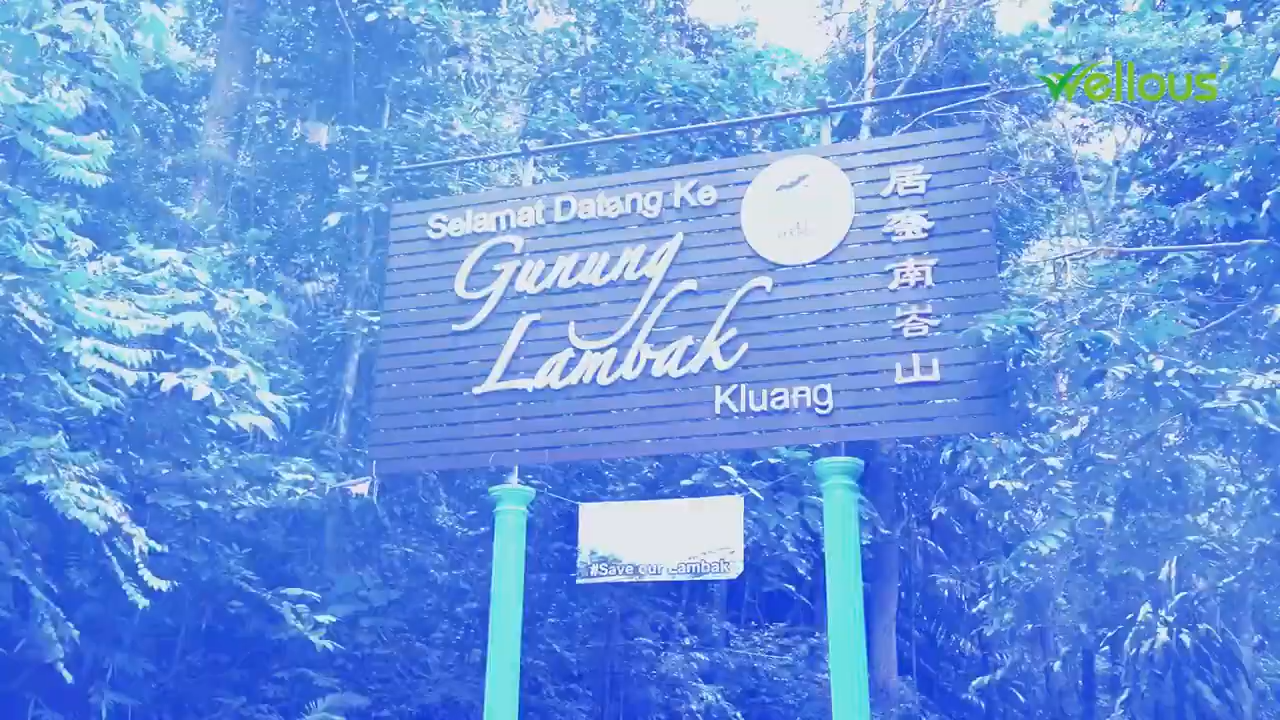 Wellous
Selamat Datang Ke
Gunung
Lambak
Kluang
居銮南峇山
#Save our Lambak